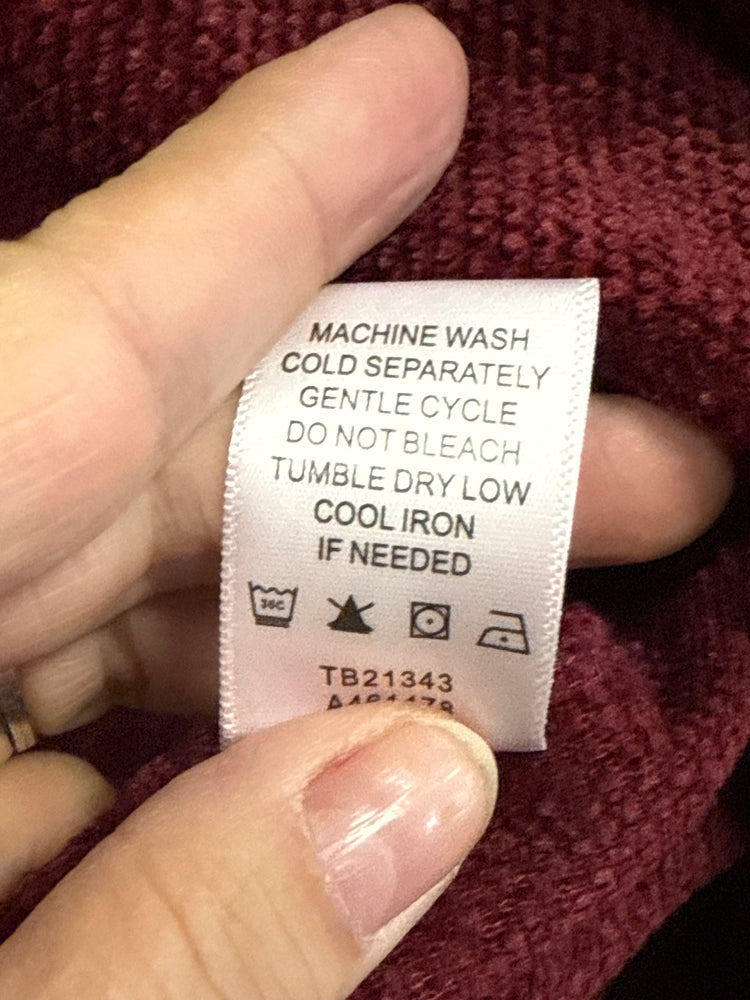 MACHINE WASH
COLD SEPARATELY
GENTLE CYCLE
DO NOT BLEACH
TUMBLE DRY LOW
COOL IRON
IF NEEDED
30C
TB21343